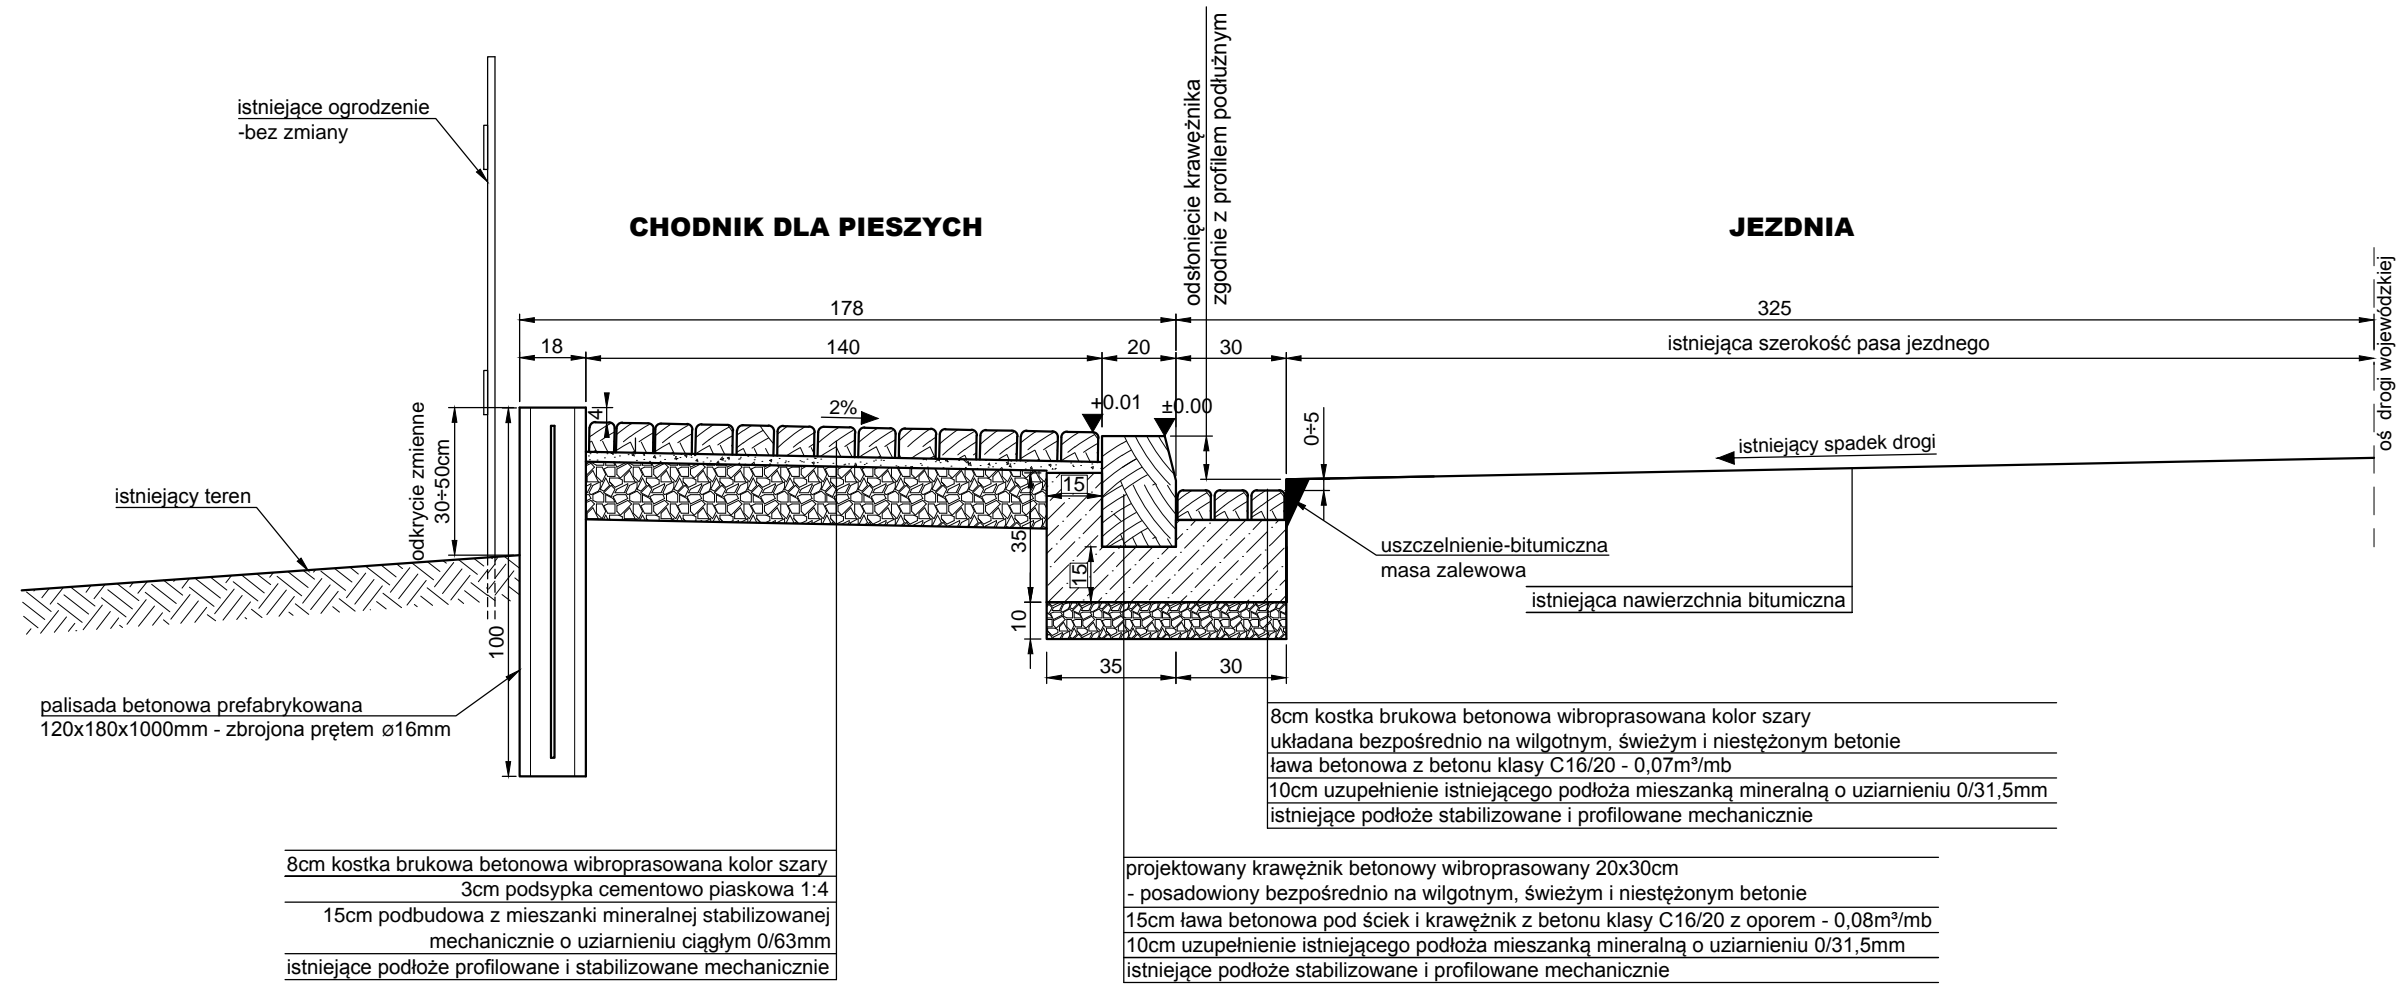 istniejące ogrodzenie
-bez zmiany
odsłonięcie krawężnika
zgodnie z profilem podłużnym
CHODNIK DLA PIESZYCH
JEZDNIA
oś drogi wojewódzkiej
178
325
18
140
20
30
istniejąca szerokość pasa jezdnego
4
2%
+0.01
±0.00
0÷5
istniejący spadek drogi
odkrycie zmienne
30÷50cm
istniejący teren
15
35
15
10
100
35
30
uszczelnienie-bitumiczna
masa zalewowa
istniejąca nawierzchnia bitumiczna
palisada betonowa prefabrykowana
120x180x1000mm - zbrojona prętem ø16mm
8cm kostka brukowa betonowa wibroprasowana kolor szary
układana bezpośrednio na wilgotnym, świeżym i niestężonym betonie
ława betonowa z betonu klasy C16/20 - 0,07m³/mb
10cm uzupełnienie istniejącego podłoża mieszanką mineralną o uziarnieniu 0/31,5mm
istniejące podłoże stabilizowane i profilowane mechanicznie
8cm kostka brukowa betonowa wibroprasowana kolor szary
3cm podsypka cementowo piaskowa 1:4
15cm podbudowa z mieszanki mineralnej stabilizowanej
mechanicznie o uziarnieniu ciągłym 0/63mm
istniejące podłoże profilowane i stabilizowane mechanicznie
projektowany krawężnik betonowy wibroprasowany 20x30cm
- posadowiony bezpośrednio na wilgotnym, świeżym i niestężonym betonie
15cm ława betonowa pod ściek i krawężnik z betonu klasy C16/20 z oporem - 0,08m³/mb
10cm uzupełnienie istniejącego podłoża mieszanką mineralną o uziarnieniu 0/31,5mm
istniejące podłoże stabilizowane i profilowane mechanicznie